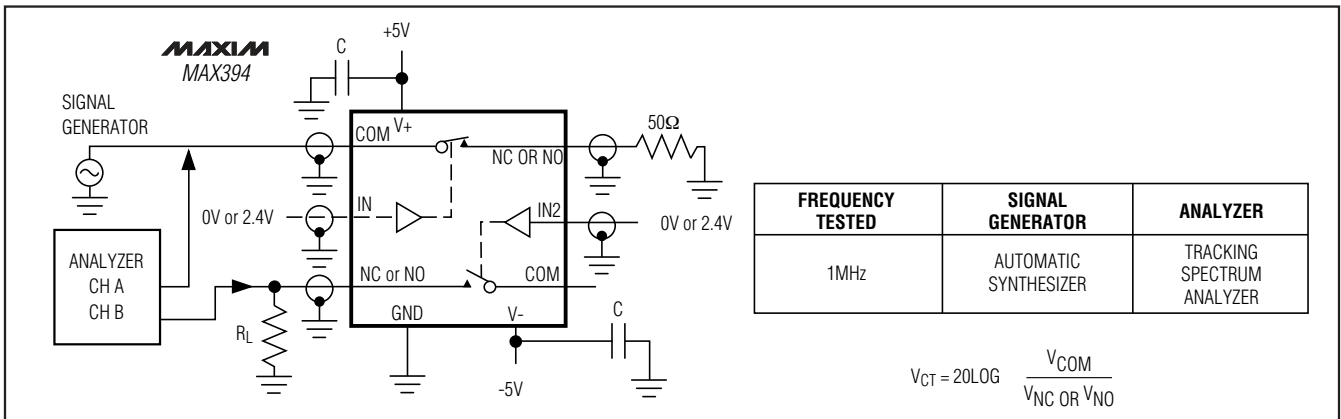 MAXIM
MAX394
+5V
C
SIGNAL
GENERATOR
V+
COM
NC OR NO
50Ω
IN
IN2
0V or 2.4V
0V or 2.4V
ANALYZER
CH A
CH B
NC or NO
COM
RL
GND
V-
C
-5V
FREQUENCY TESTED
SIGNAL GENERATOR
ANALYZER
1MHz
AUTOMATIC SYNTHESIZER
TRACKING SPECTRUM ANALYZER
VCT = 20LOG VCOM
VNC OR VNO